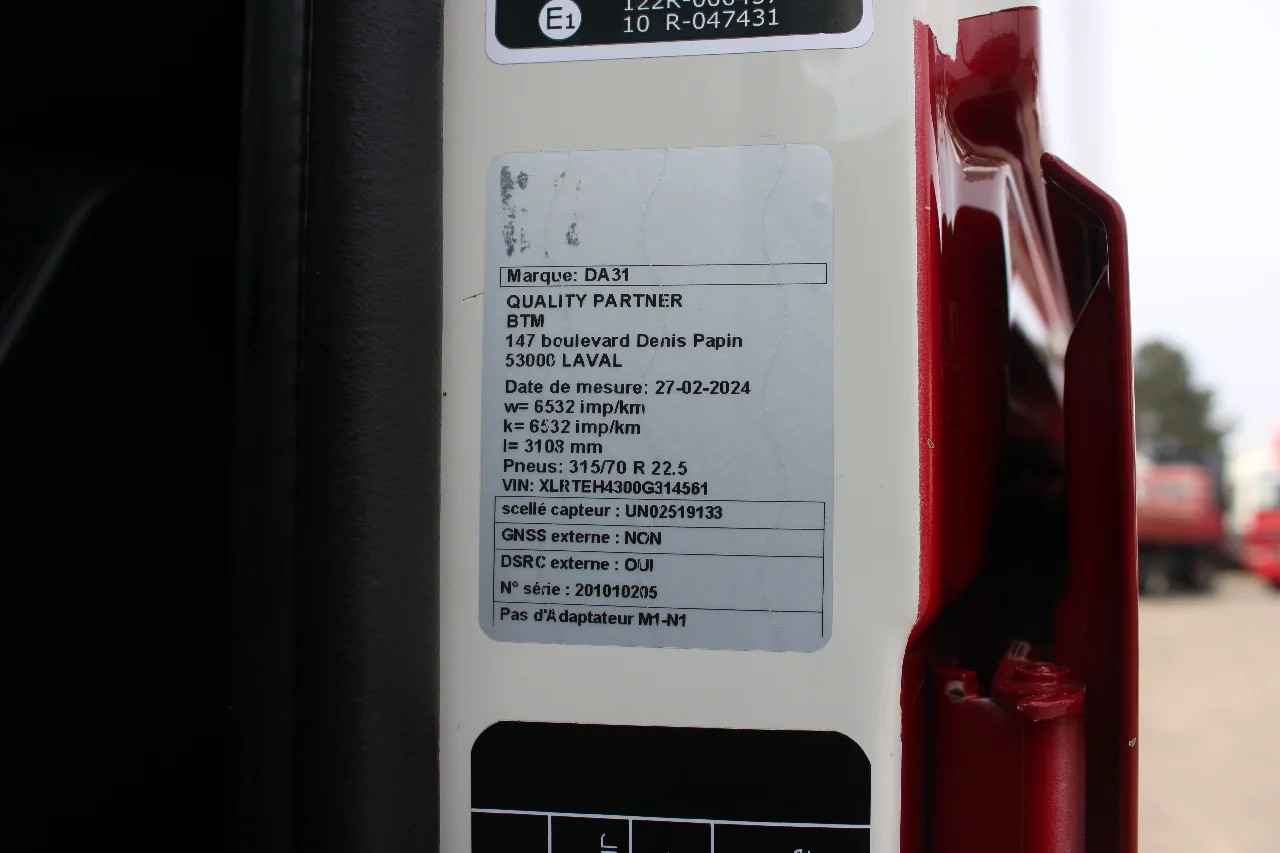 E1
10 R-047431
Marque: DA31
QUALITY PARTNER
BTM
147 boulevard Denis Papin
53000 LAVAL
Date de mesure: 27-02-2024
w= 6532 imp/km
k= 6532 imp/km
l= 3108 mm
Pneus: 315/70 R 22.5
VIN: XLRTEH4300G314561
scellé capteur : UN02519133
GNSS externe : NON
DSRC externe : OUI
N° série : 201010205
Pas d'Adaptateur M1-N1